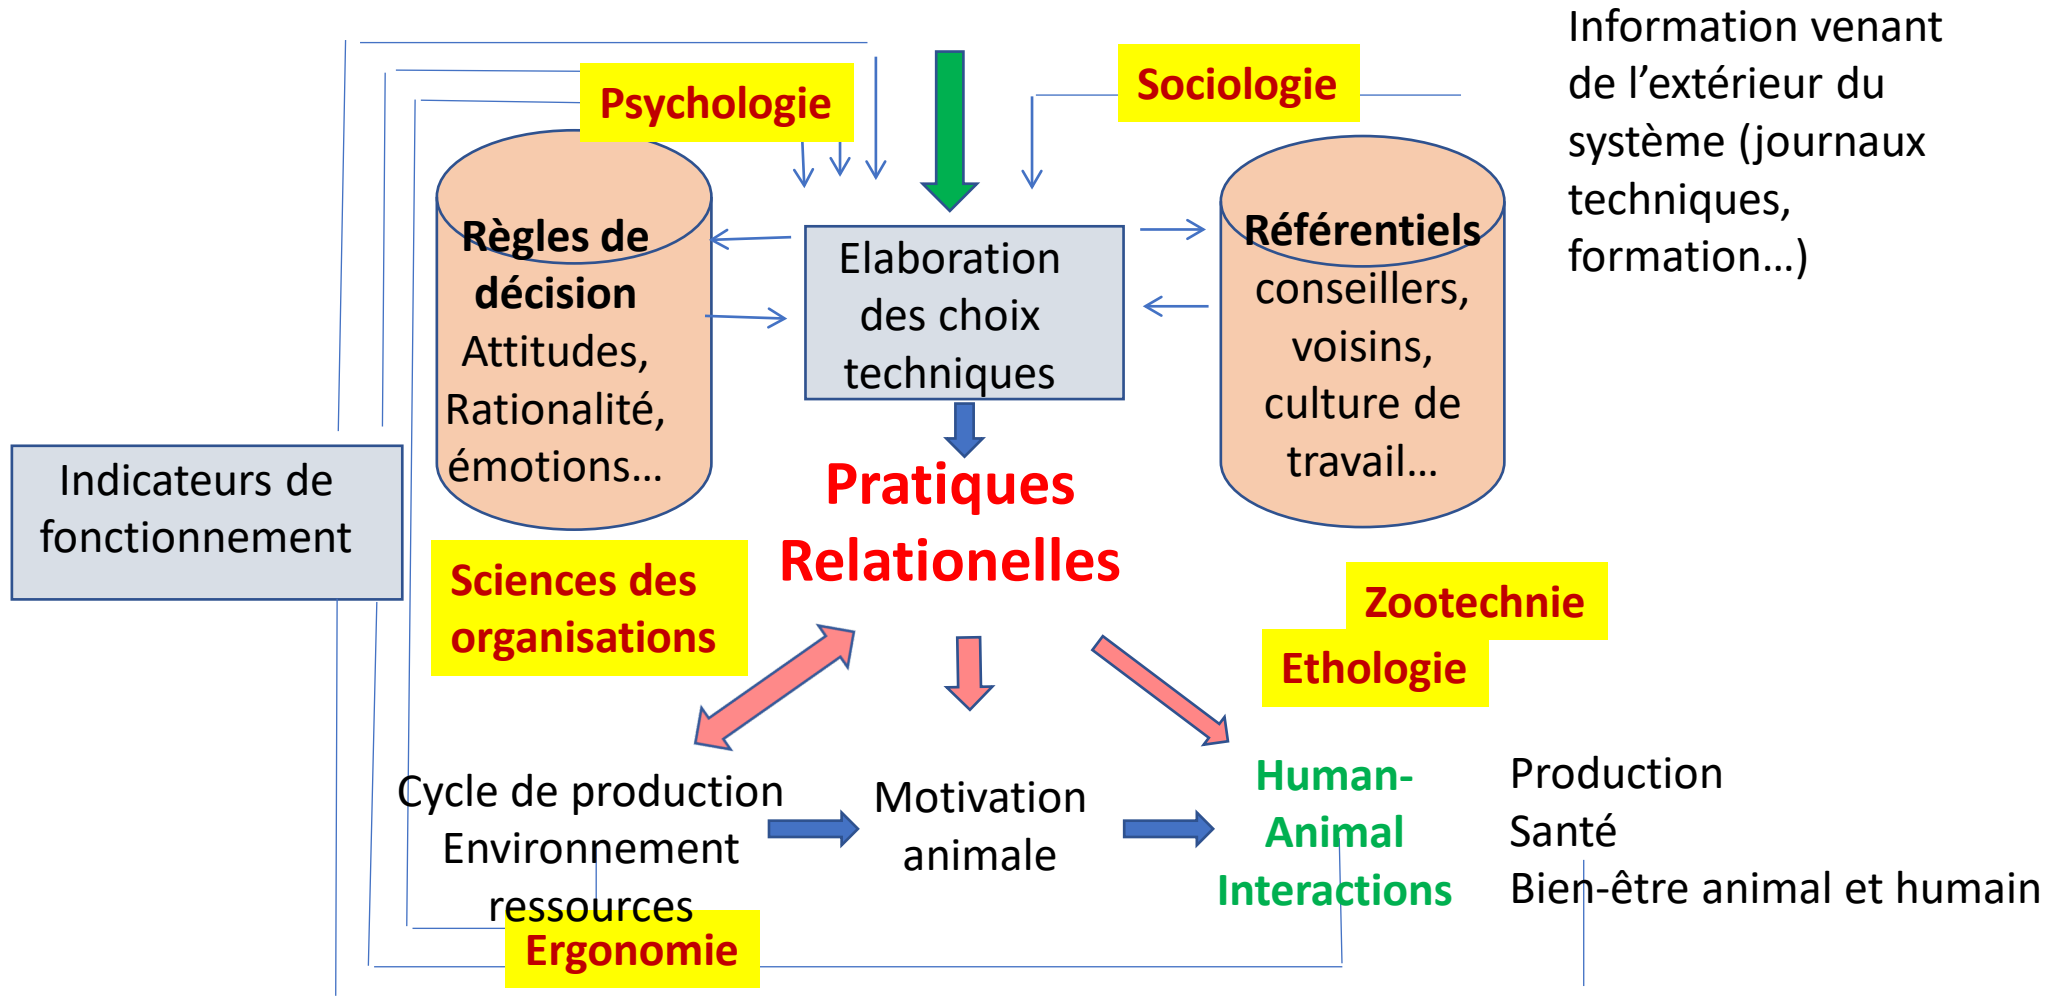 Information venant
de l’extérieur du
système (journaux
techniques,
formation…)
Psychologie
Sociologie
Règles de
décision
Attitudes,
Rationalité,
émotions…
Elaboration
des choix
techniques
Référentiels
conseillers,
voisins,
culture de
travail…
Indicateurs de
fonctionnement
Pratiques
Relationelles
Sciences des
organisations
Zootechnie
Ethologie
Cycle de production
Environnement
ressources
Motivation
animale
Human-
Animal
Interactions
Production
Santé
Bien-être animal et humain
Ergonomie